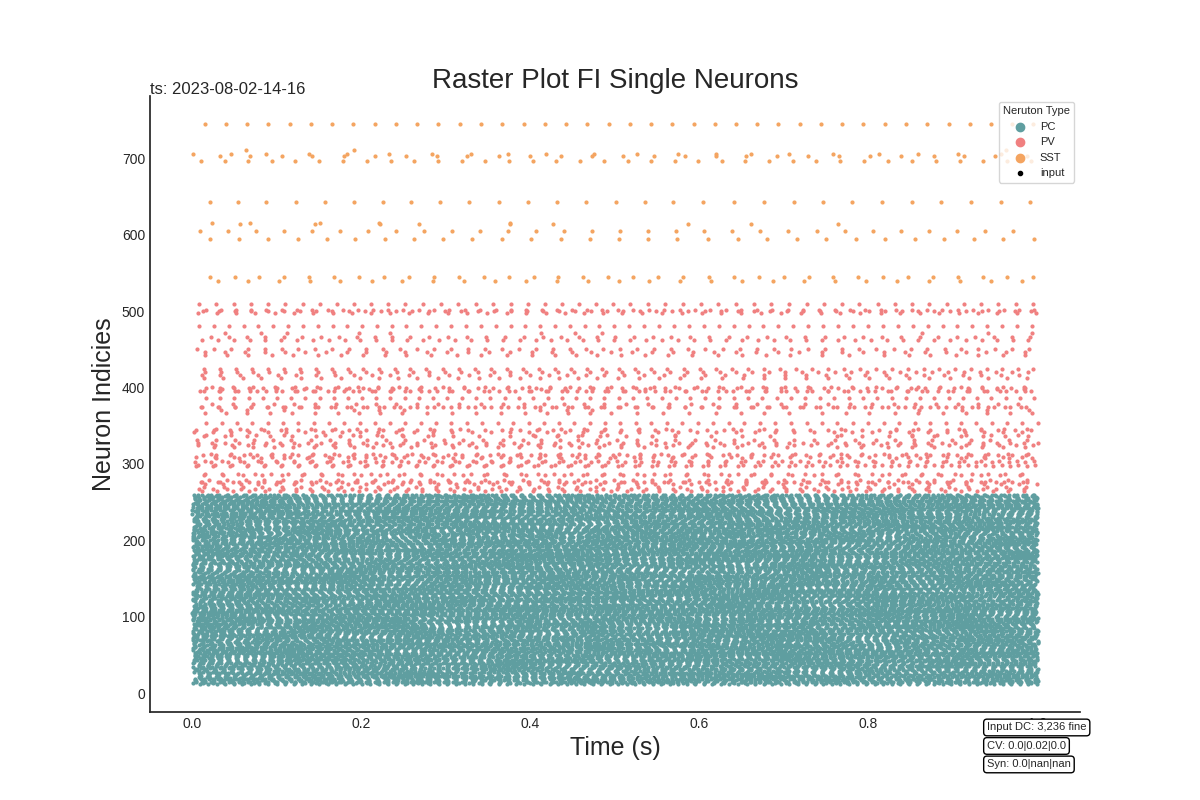 Raster Plot FI Single Neurons
ts: 2023-08-02-14-16
Neruton Type
PC
PV
SST
input
700
600
500
400
300
200
100
0
Neuron Indicies
0.0 0.2 0.4 0.6 0.8
Time (s)
Input DC: 3,236 fine
CV: 0.0|0.02|0.0
Syn: 0.0|nan|nan